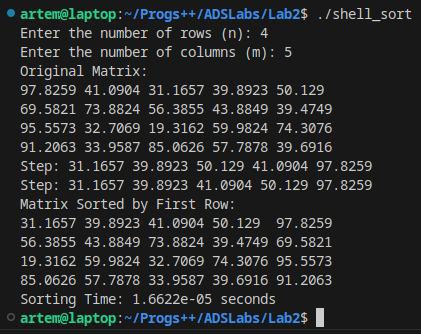 artem@laptop:~/Progs++/ADSLabs/Lab2$ ./shell_sort
Enter the number of rows (n): 4
Enter the number of columns (m): 5
Original Matrix:
97.8259 41.0904 31.1657 39.8923 50.129
69.5821 73.8824 56.3855 43.8849 39.4749
95.5573 32.7069 19.3162 59.9824 74.3076
91.2063 33.9587 85.0626 57.7878 39.6916
Step: 31.1657 39.8923 50.129 41.0904 97.8259
Step: 31.1657 39.8923 41.0904 50.129 97.8259
Matrix Sorted by First Row:
31.1657 39.8923 41.0904 50.129  97.8259
56.3855 43.8849 73.8824 39.4749 69.5821
19.3162 59.9824 32.7069 74.3076 95.5573
85.0626 57.7878 33.9587 39.6916 91.2063
Sorting Time: 1.6622e-05 seconds
artem@laptop:~/Progs++/ADSLabs/Lab2$